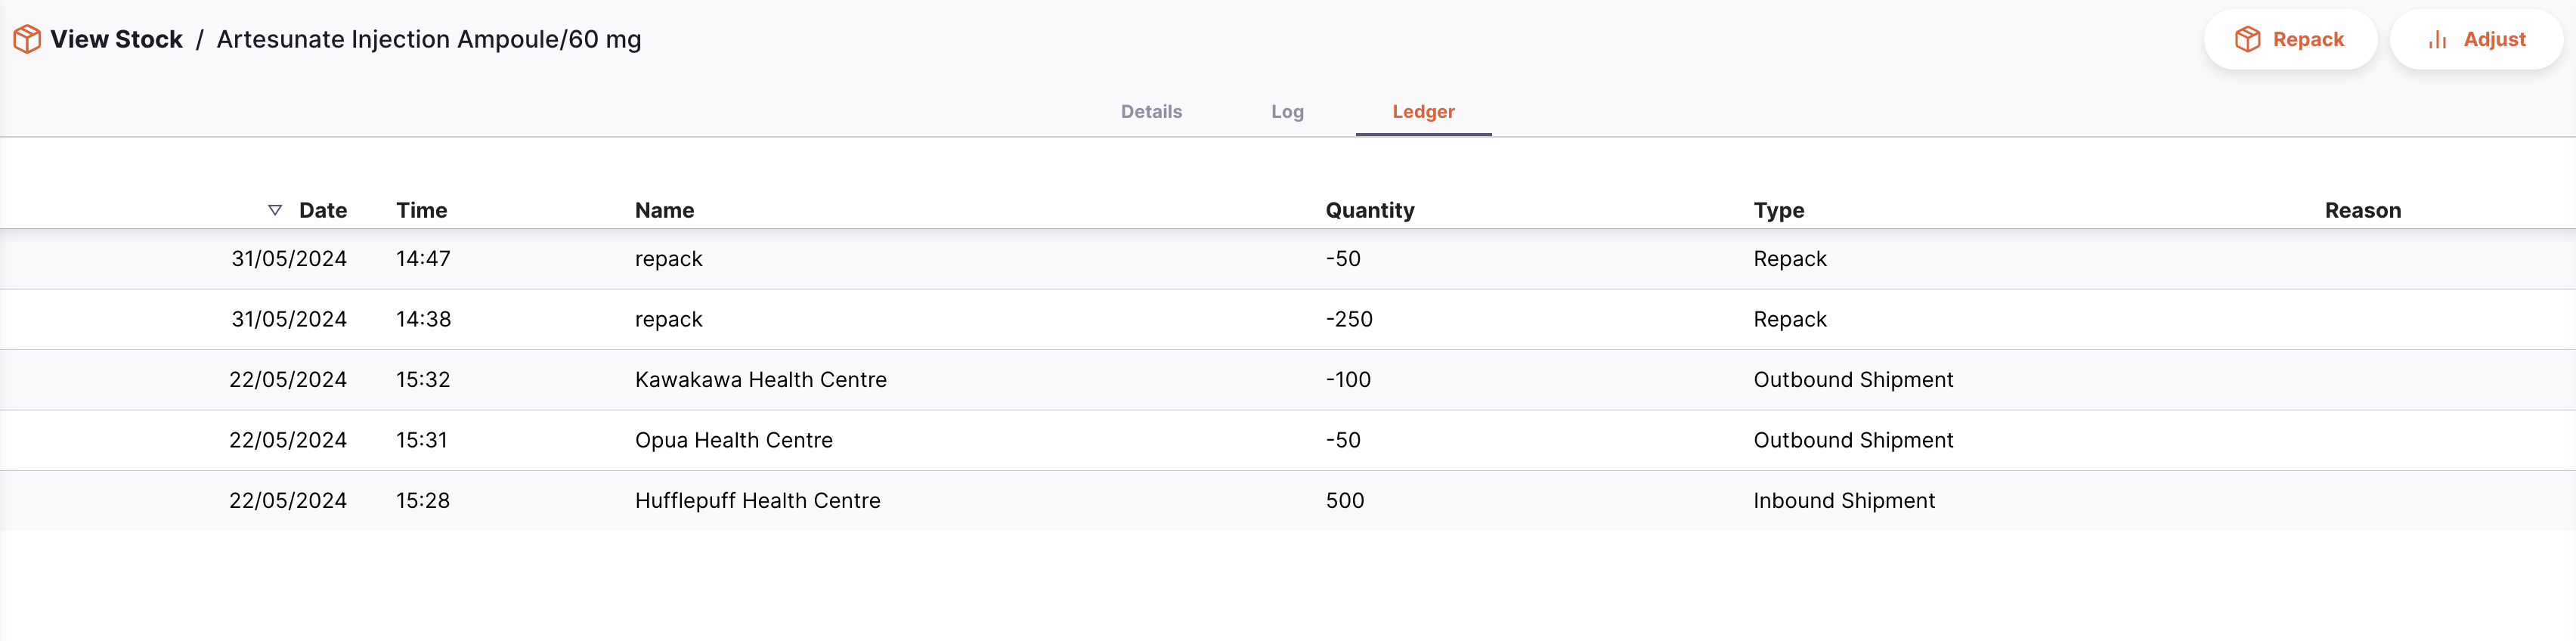 View Stock / Artesunate Injection Ampoule/60 mg Repack Adjust
Details Log Ledger
Date Time Name Quantity Type Reason
31/05/2024 14:47 repack -50 Repack
31/05/2024 14:38 repack -250 Repack
22/05/2024 15:32 Kawakawa Health Centre -100 Outbound Shipment
22/05/2024 15:31 Opua Health Centre -50 Outbound Shipment
22/05/2024 15:28 Hufflepuff Health Centre 500 Inbound Shipment